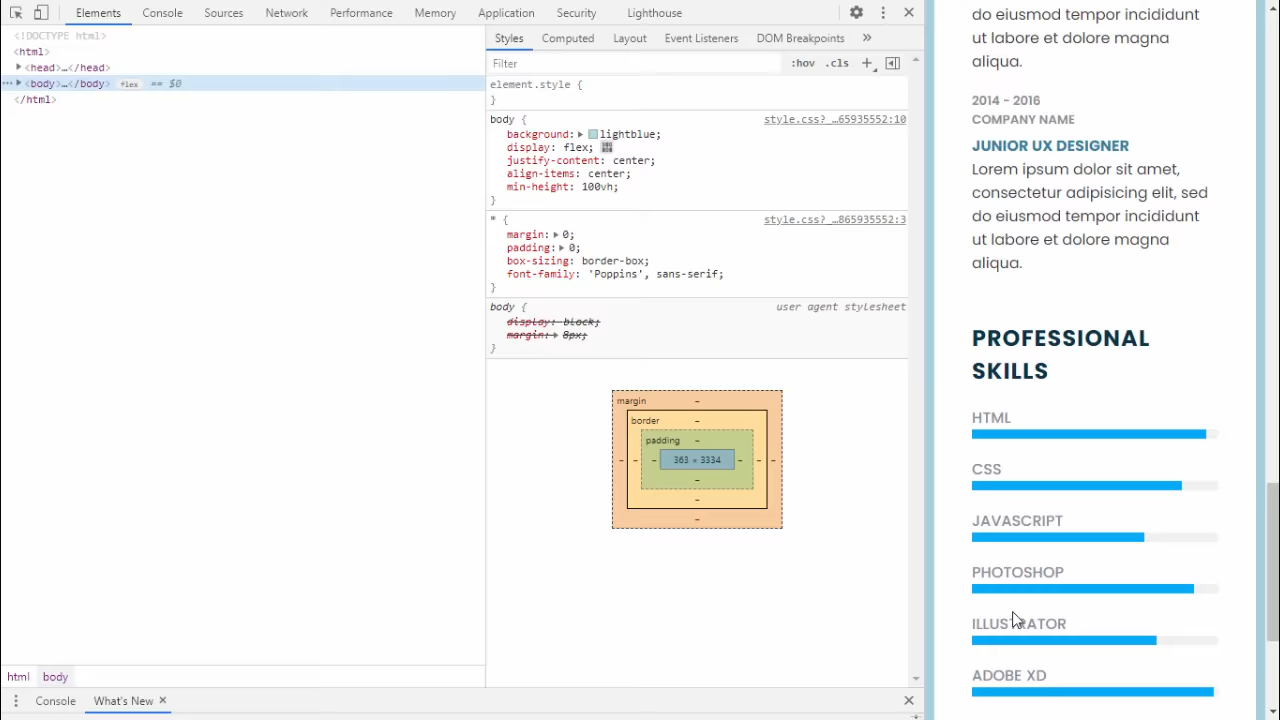 Elements Console Sources Network Performance Memory Application Security Lighthouse
<!DOCTYPE html>
<html>
<head>…</head>
<body>…</body> flex == $0
</html>
html body
Styles Computed Layout Event Listeners DOM Breakpoints »
Filter :hov .cls +
element.style {
}
body { style.css?_…65935552:10
background: lightblue;
display: flex;
justify-content: center;
align-items: center;
min-height: 100vh;
}
* { style.css?_…865935552:3
margin: 0;
padding: 0;
box-sizing: border-box;
font-family: 'Poppins', sans-serif;
}
body { user agent stylesheet
display: block;
margin: 8px;
}
margin –
border –
padding –
– – – 363 × 3334 – – –
–
–
–
Console What's New
do eiusmod tempor incididunt
ut labore et dolore magna
aliqua.
2014 - 2016
COMPANY NAME
JUNIOR UX DESIGNER
Lorem ipsum dolor sit amet,
consectetur adipisicing elit, sed
do eiusmod tempor incididunt
ut labore et dolore magna
aliqua.
PROFESSIONAL
SKILLS
HTML
CSS
JAVASCRIPT
PHOTOSHOP
ILLUSTRATOR
ADOBE XD